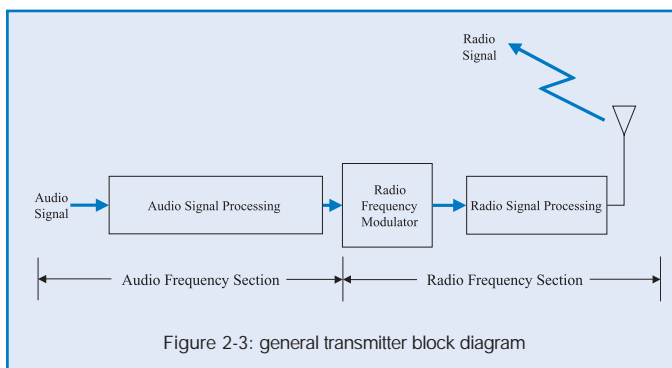 Radio
Signal
Audio
Signal
Audio Signal Processing
Radio
Frequency
Modulator
Radio Signal Processing
Audio Frequency Section
Radio Frequency Section
Figure 2-3: general transmitter block diagram